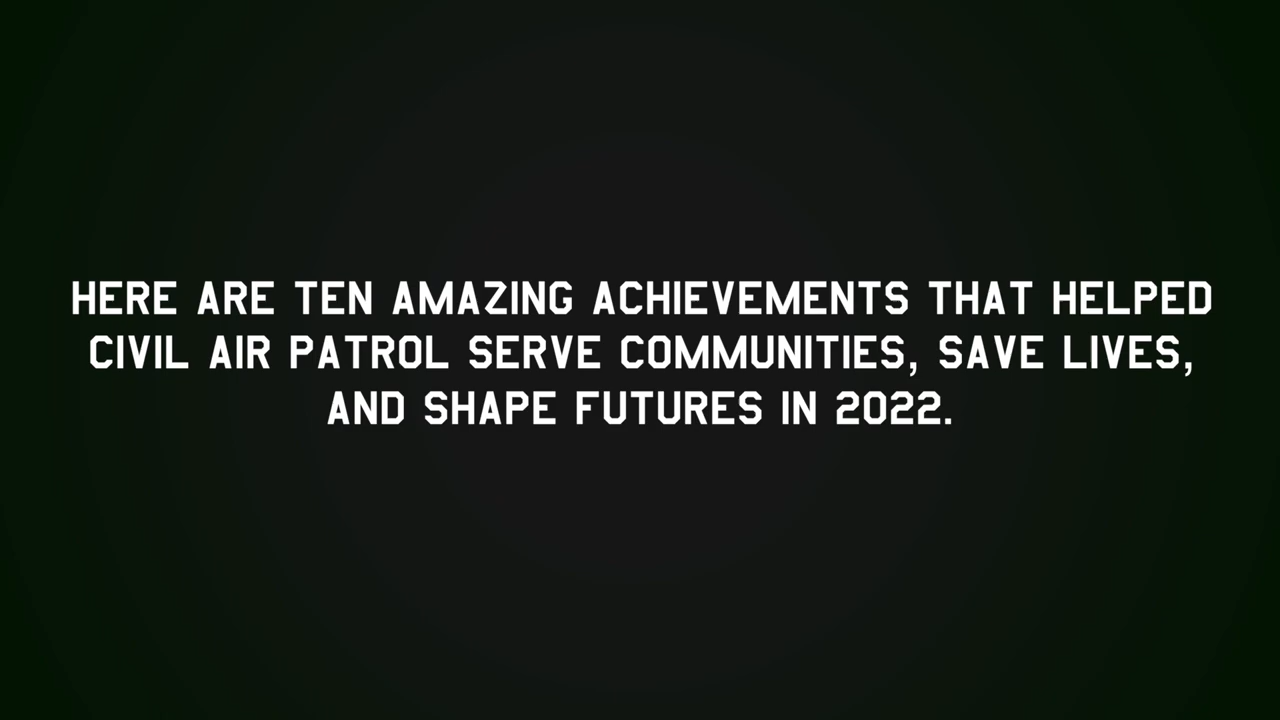 HERE ARE TEN AMAZING ACHIEVEMENTS THAT HELPED
CIVIL AIR PATROL SERVE COMMUNITIES, SAVE LIVES,
AND SHAPE FUTURES IN 2022.